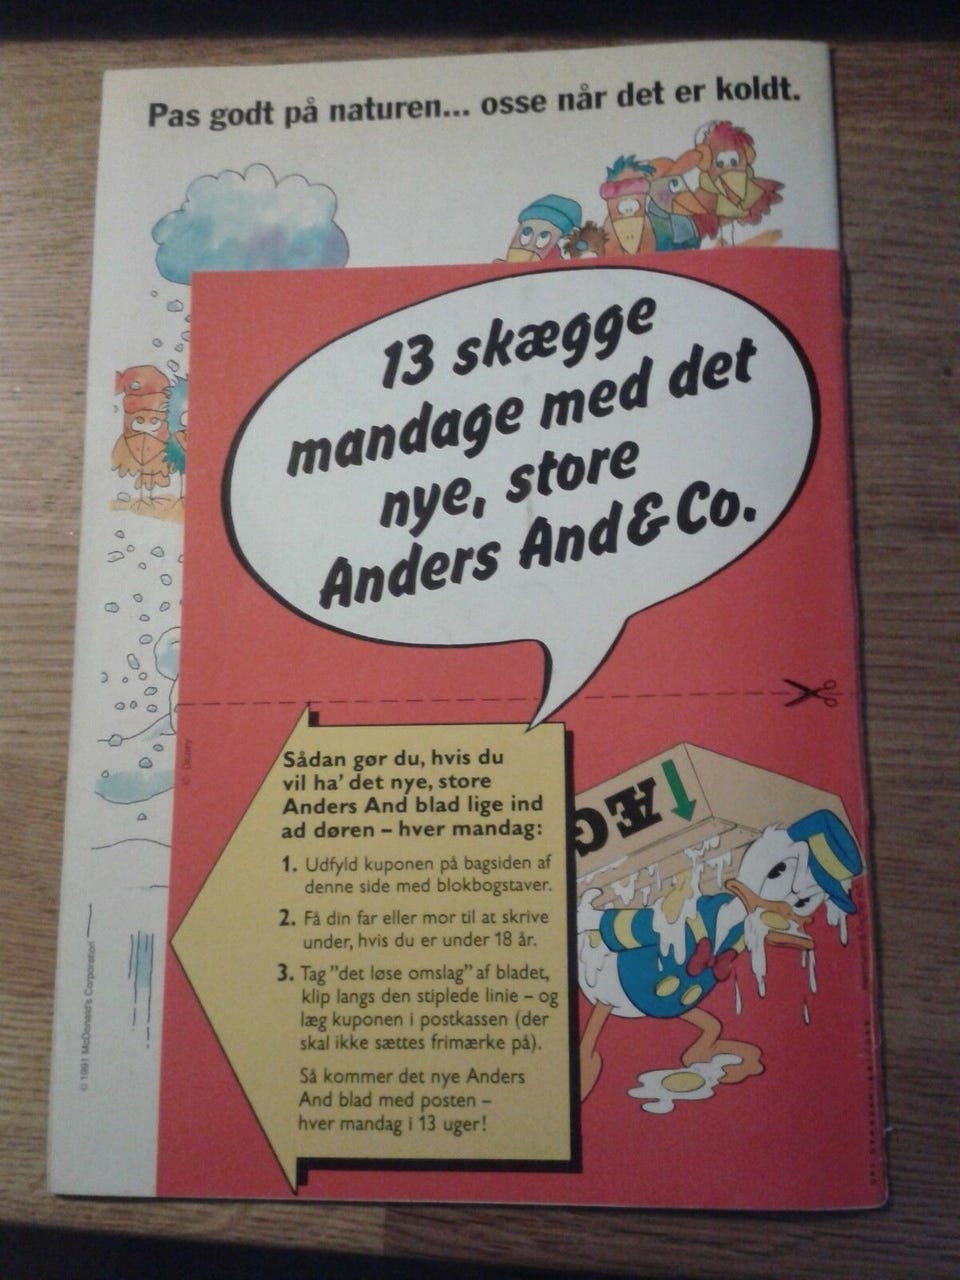 Pas godt på naturen... osse når det er koldt.
13 skægge
mandage med det
nye, store
Anders And & Co.
Sådan gør du, hvis du
vil ha' det nye, store
Anders And blad lige ind
ad døren – hver mandag:
1. Udfyld kuponen på bagsiden af
denne side med blokbogstaver.
2. Få din far eller mor til at skrive
under, hvis du er under 18 år.
3. Tag "det løse omslag" af bladet,
klip langs den stiplede linie – og
læg kuponen i postkassen (der
skal ikke sættes frimærke på).
Så kommer det nye Anders
And blad med posten –
hver mandag i 13 uger!
ÆG
© Disney
© 1991 McDonald's Corporation